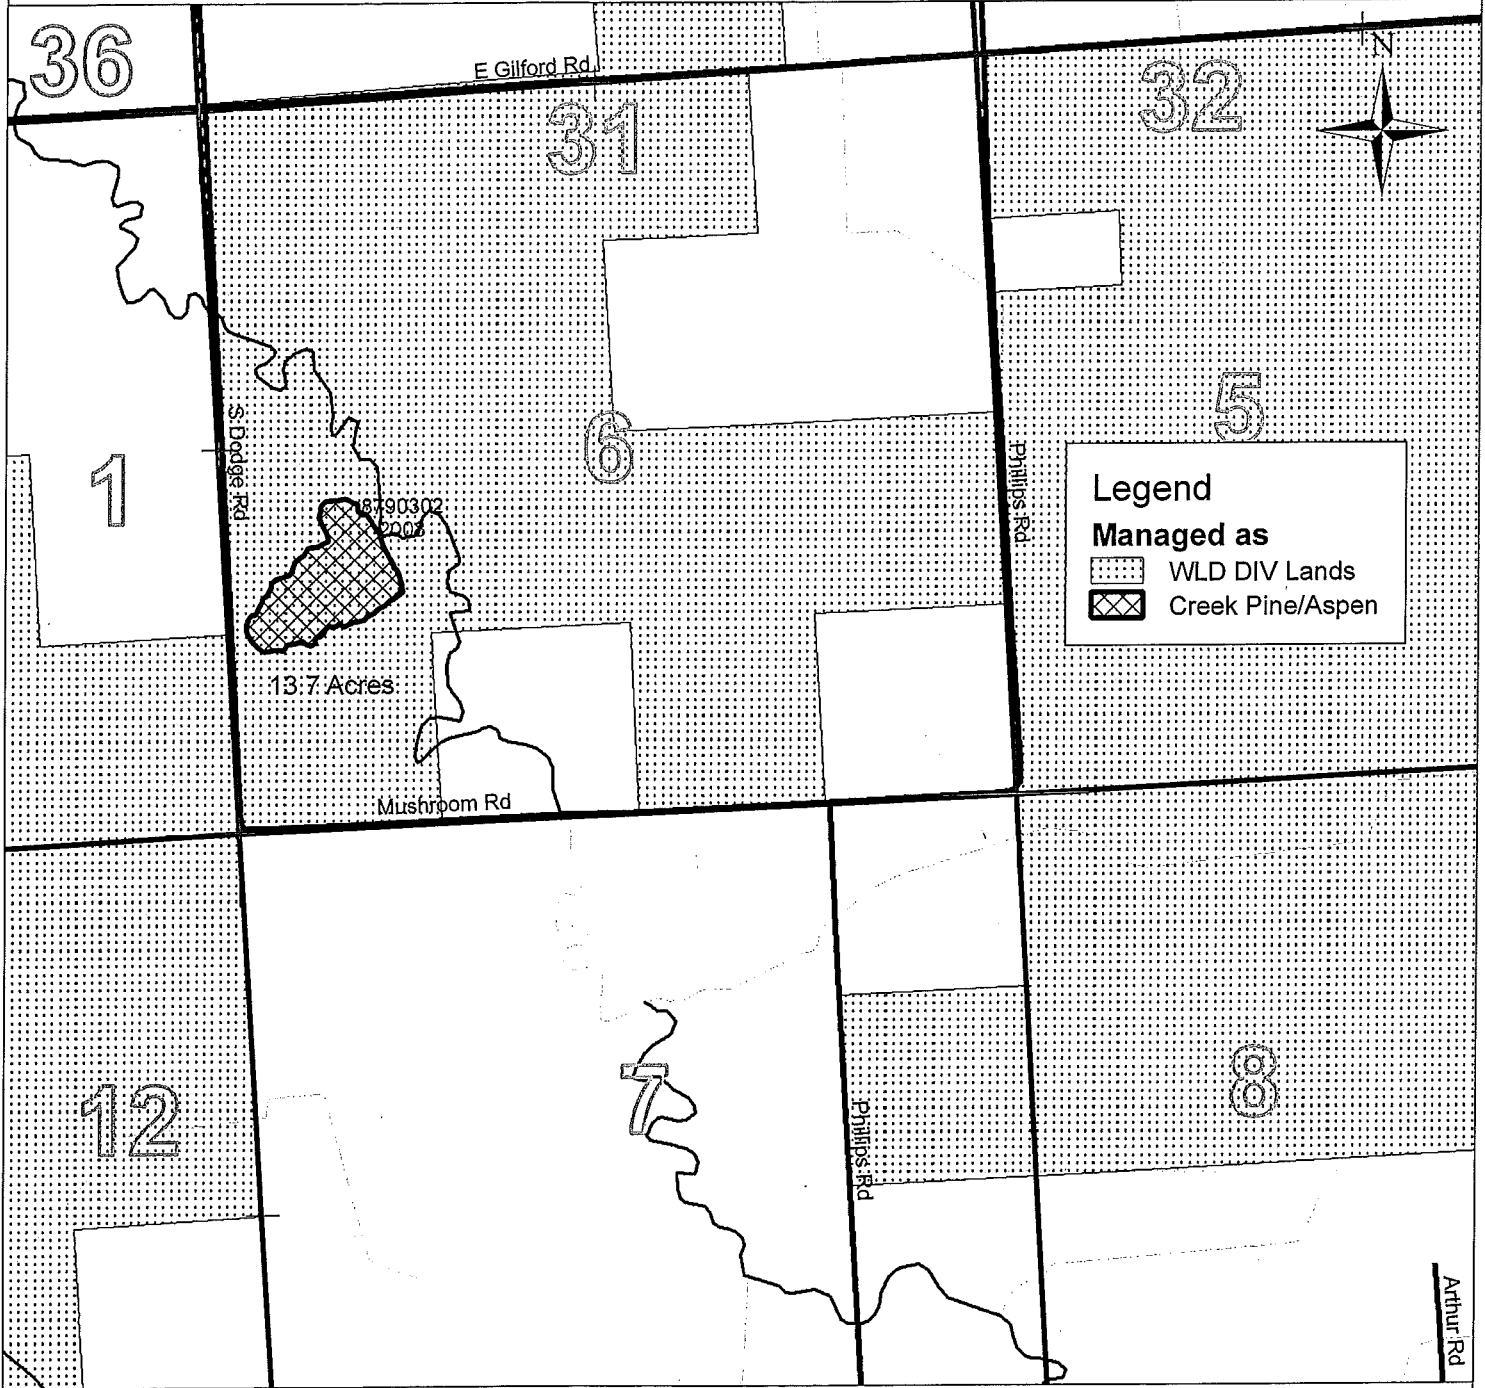 36
E Gilford Rd
31
32
N
S Dodge Rd
6
5
1
Phillips Rd
8790302
Legend
Managed as
WLD DIV Lands
Creek Pine/Aspen
13.7 Acres
Mushroom Rd
12
7
8
Phillips Rd
Arthur Rd